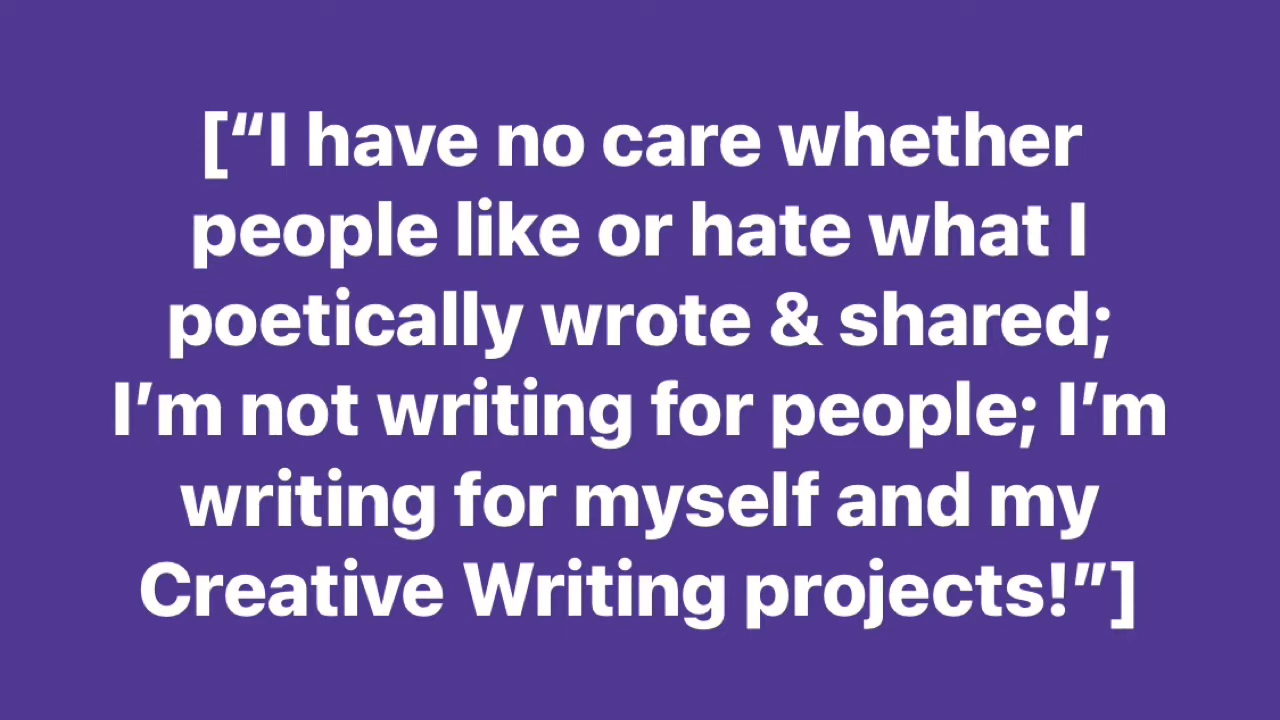 [“I have no care whether
people like or hate what I
poetically wrote & shared;
I’m not writing for people; I’m
writing for myself and my
Creative Writing projects!”]